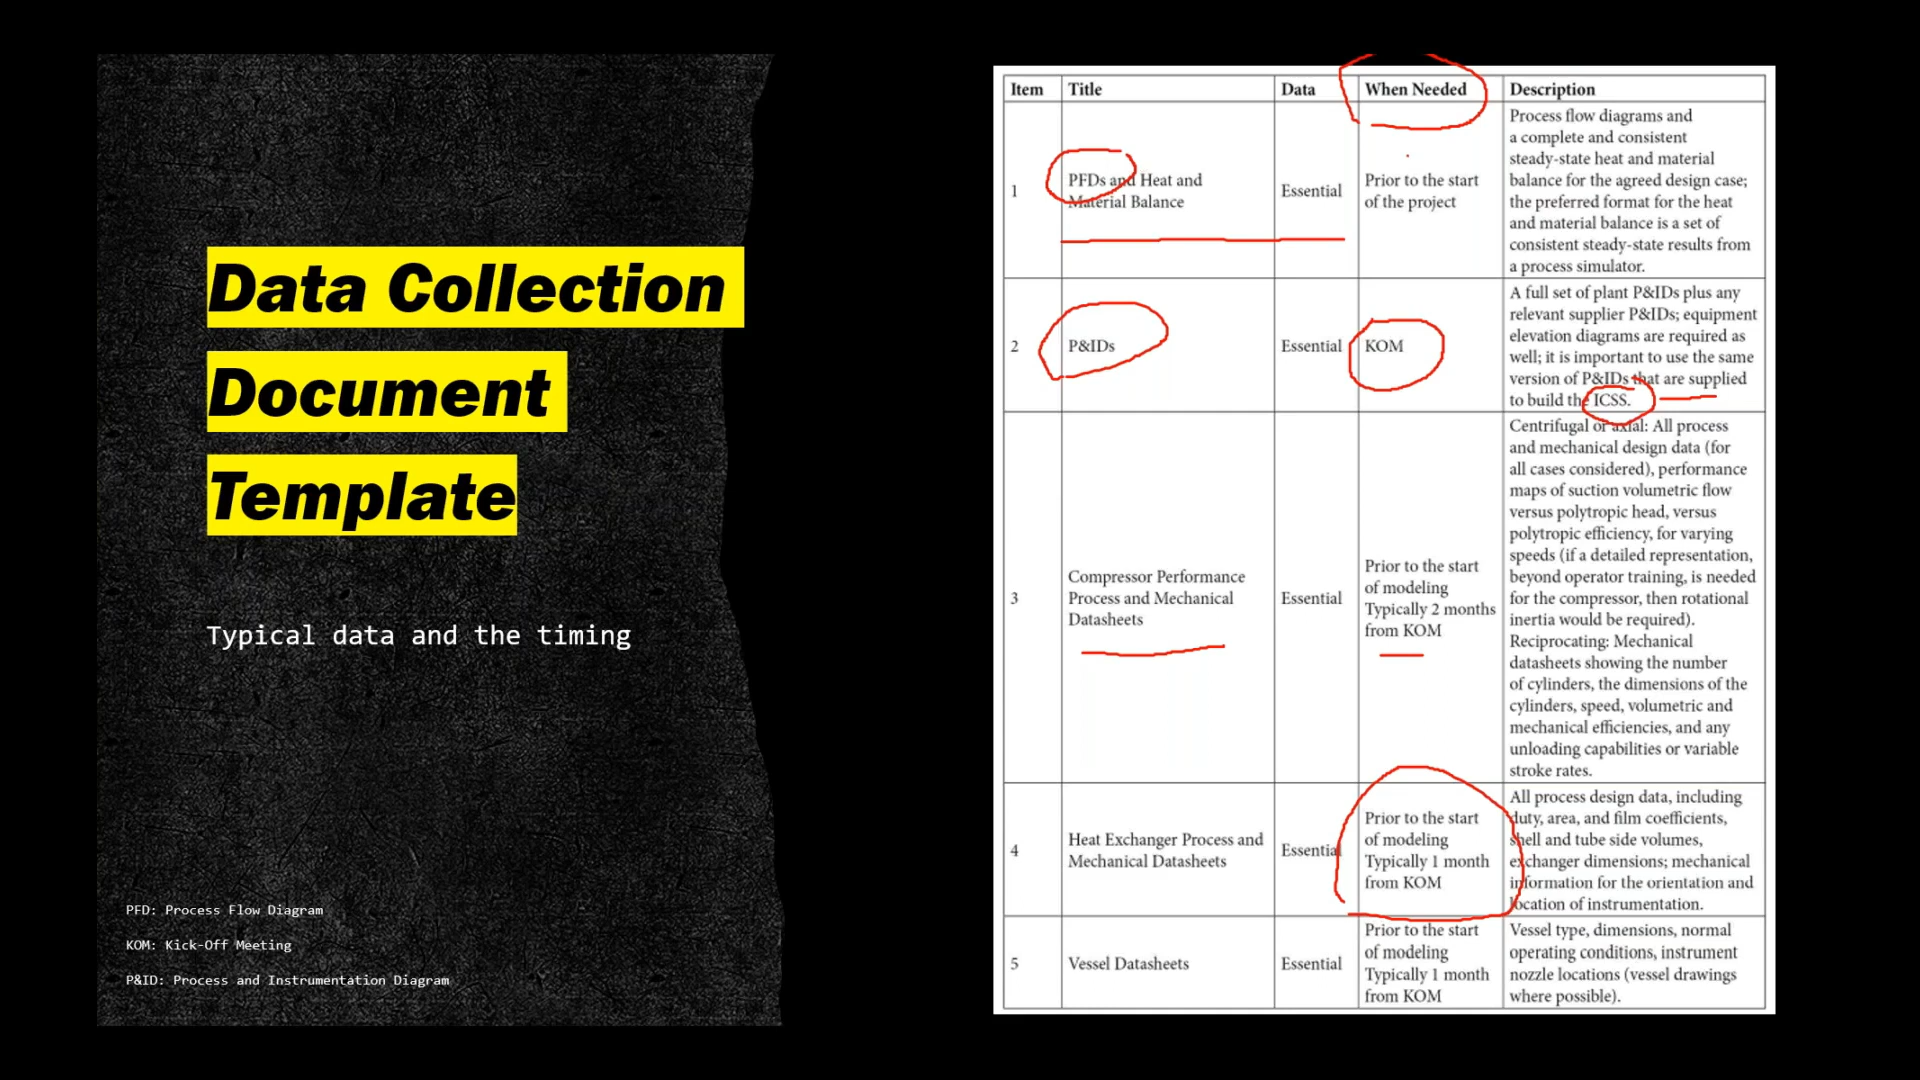 Data Collection
Document
Template
Typical data and the timing
PFD: Process Flow Diagram
KOM: Kick-Off Meeting
P&ID: Process and Instrumentation Diagram
Item Title Data When Needed Description
1
PFDs and Heat and
Material Balance
Essential
Prior to the start
of the project
Process flow diagrams and
a complete and consistent
steady-state heat and material
balance for the agreed design case;
the preferred format for the heat
and material balance is a set of
consistent steady-state results from
a process simulator.
2
P&IDs
Essential
KOM
A full set of plant P&IDs plus any
relevant supplier P&IDs; equipment
elevation diagrams are required as
well; it is important to use the same
version of P&IDs that are supplied
to build the ICSS.
3
Compressor Performance
Process and Mechanical
Datasheets
Essential
Prior to the start
of modeling
Typically 2 months
from KOM
Centrifugal or axial: All process
and mechanical design data (for
all cases considered), performance
maps of suction volumetric flow
versus polytropic head, versus
polytropic efficiency, for varying
speeds (if a detailed representation,
beyond operator training, is needed
for the compressor, then rotational
inertia would be required).
Reciprocating: Mechanical
datasheets showing the number
of cylinders, the dimensions of the
cylinders, speed, volumetric and
mechanical efficiencies, and any
unloading capabilities or variable
stroke rates.
4
Heat Exchanger Process and
Mechanical Datasheets
Essential
Prior to the start
of modeling
Typically 1 month
from KOM
All process design data, including
duty, area, and film coefficients,
shell and tube side volumes,
exchanger dimensions; mechanical
information for the orientation and
location of instrumentation.
5
Vessel Datasheets
Essential
Prior to the start
of modeling
Typically 1 month
from KOM
Vessel type, dimensions, normal
operating conditions, instrument
nozzle locations (vessel drawings
where possible).